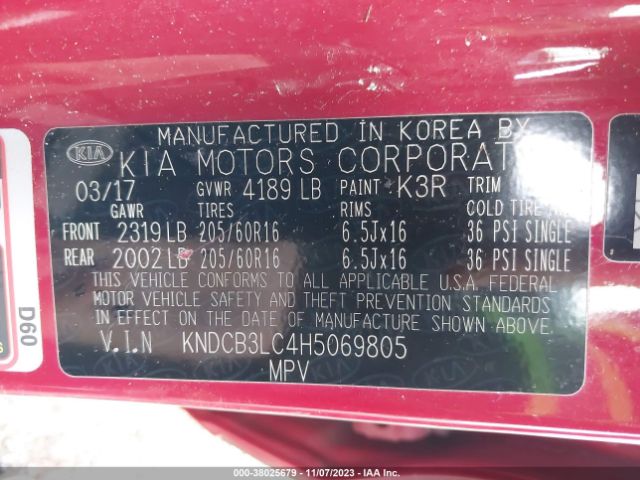 MANUFACTURED IN KOREA BY
KIA KIA MOTORS CORPORAT
03/17 GVWR 4189 LB PAINT K3R TRIM
GAWR TIRES RIMS COLD TIRE
FRONT 2319 LB 205/60R16 6.5Jx16 36 PSI SINGLE
REAR 2002 LB 205/60R16 6.5Jx16 36 PSI SINGLE
THIS VEHICLE CONFORMS TO ALL APPLICABLE U.S.A. FEDERAL
MOTOR VEHICLE SAFETY AND THEFT PREVENTION STANDARDS
IN EFFECT ON THE DATE OF MANUFACTURE SHOWN ABOVE.
V.I.N KNDCB3LC4H5069805
MPV
D60
000-38025679 - 11/07/2023 - IAAI.COM